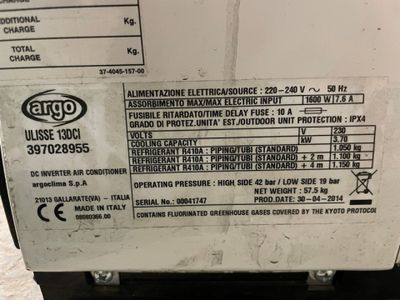 CHARGE
ADDITIONAL CHARGE Kg.
TOTAL CHARGE Kg.
37-4045-157-00
argo
ULISSE 13DCI
397028955
DC INVERTER AIR CONDITIONER
argoclima S.p.A
21013 GALLARATE(VA) - ITALIA
CE MADE IN ITALY
00080366.00
ALIMENTAZIONE ELETTRICA/SOURCE : 220-240 V ~ 50 Hz
ASSORBIMENTO MAX/MAX ELECTRIC INPUT 1600 W 7.6 A
FUSIBILE RITARDATO/TIME DELAY FUSE : 10 A
GRADO DI PROTEZ.UNITA' EST./OUTDOOR UNIT PROTECTION : IPX4
VOLTS V 230
COOLING CAPACITY kW 3.70
REFRIGERANT R410A : PIPING/TUBI (STANDARD) 1.050 kg
REFRIGERANT R410A : PIPING/TUBI (STANDARD) + 2 m 1.100 kg
REFRIGERANT R410A : PIPING/TUBI (STANDARD) + 4 m 1.150 kg
OPERATING PRESSURE : HIGH SIDE 42 bar / LOW SIDE 19 bar
NET WEIGHT : 57.5 kg
SERIAL No.: 00041747 PROD.DATE: 30-04-2014
CONTAINS FLUORINATED GREENHOUSE GASES COVERED BY THE KYOTO PROTOCOL